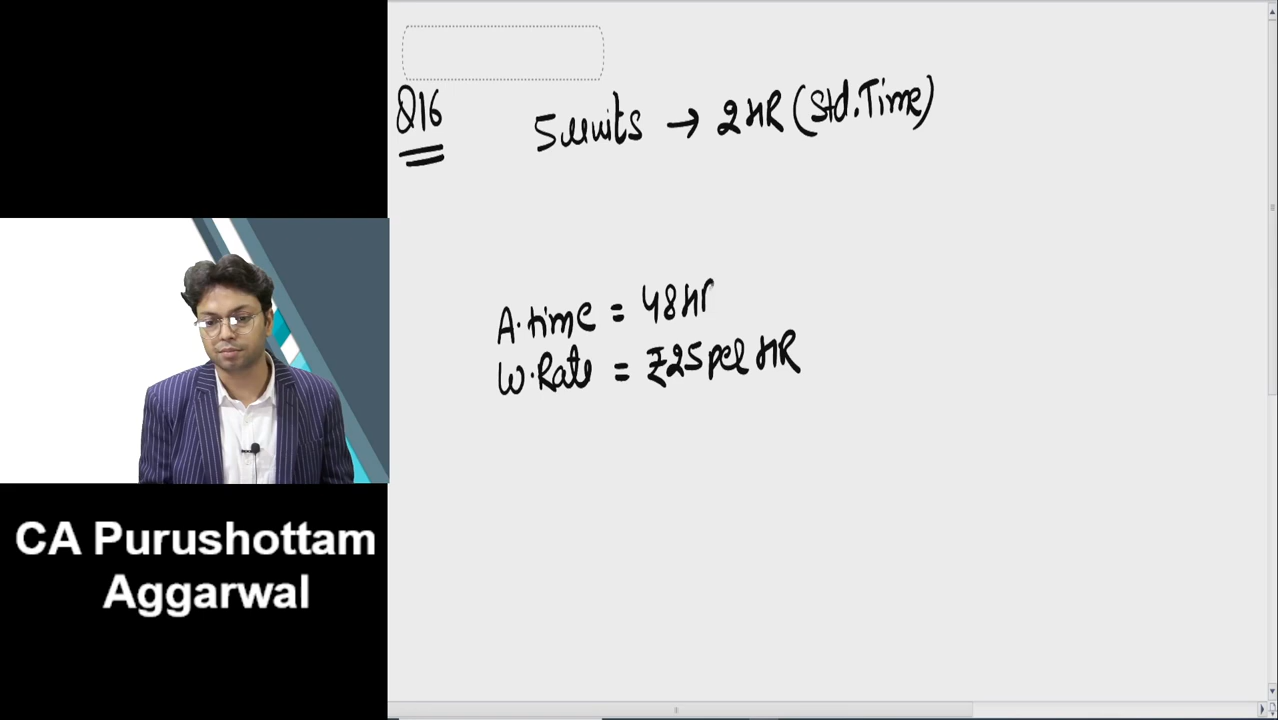 Q16
5 units → 2 HR (Std. Time)
A. time = 48 Hr
W. Rate = ₹25 per HR
CA Purushottam
Aggarwal